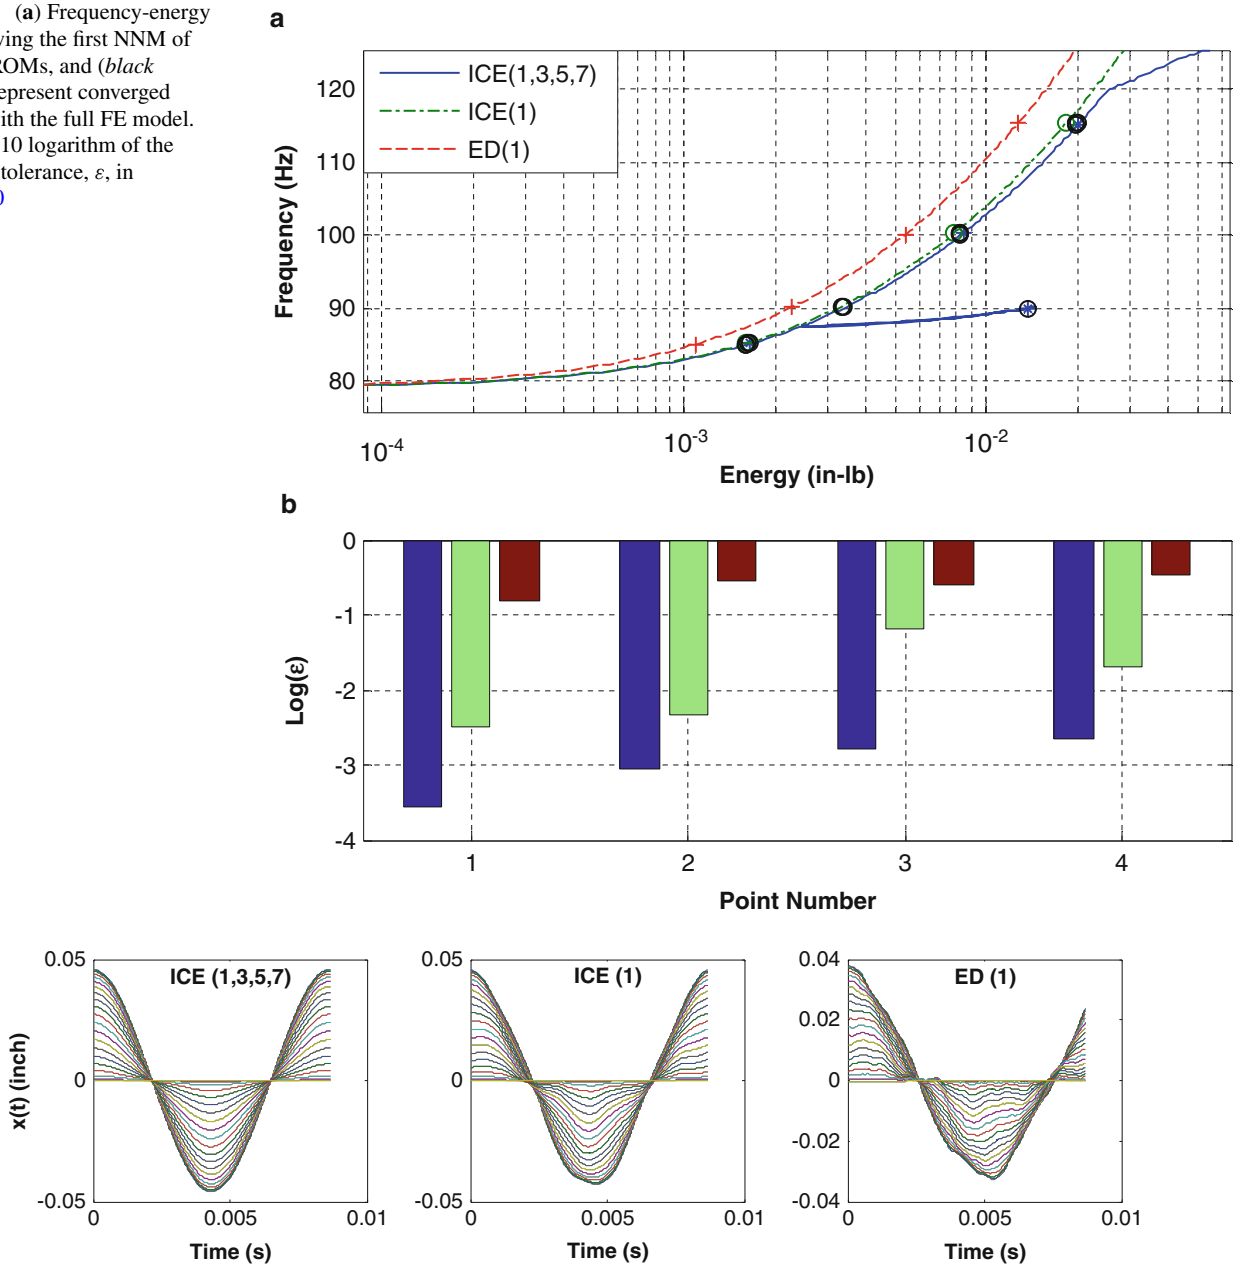 (a) Frequency-energy
ving the first NNM of
ROMs, and (black
epresent converged
with the full FE model.
10 logarithm of the
tolerance, ε, in
)
a
ICE(1,3,5,7)
ICE(1)
ED(1)
Frequency (Hz)
120
110
100
90
80
10-4
10-3
10-2
Energy (in-lb)
b
Log(ε)
0
-1
-2
-3
-4
1
2
3
4
Point Number
ICE (1,3,5,7)
x(t) (inch)
0.05
0
-0.05
0
0.005
0.01
Time (s)
ICE (1)
0.05
0
-0.05
0
0.005
0.01
Time (s)
ED (1)
0.04
0.02
0
-0.02
-0.04
0
0.005
0.01
Time (s)